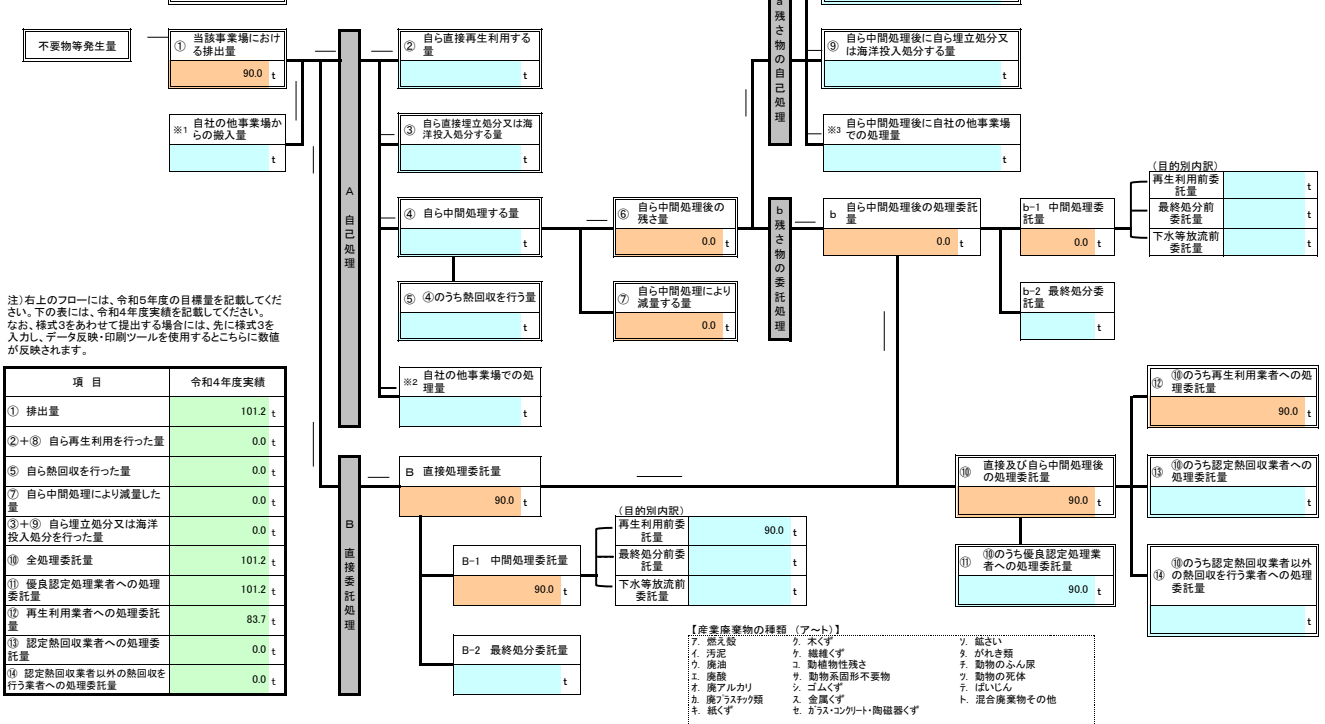 不要物等発生量
① 当該事業場におけ
る排出量
90.0 t
※1 自社の他事業場か
らの搬入量
t
A 自己処理
② 自ら直接再生利用する
量
t
③ 自ら直接埋立処分又は海
洋投入処分する量
t
④ 自ら中間処理する量
t
⑤ ④のうち熱回収を行う量
t
※2 自社の他事業場での処
理量
t
⑥ 自ら中間処理後の
残さ量
0.0 t
⑦ 自ら中間処理により
減量する量
0.0 t
a 残さ物の自己処理
⑨ 自ら中間処理後に自ら埋立処分又
は海洋投入処分する量
t
※3 自ら中間処理後に自社の他事業場
での処理量
t
b 残さ物の委託処理
b 自ら中間処理後の処理委託
量
0.0 t
b-1 中間処理委
託量
0.0 t
(目的別内訳)
再生利用前委
託量
t
最終処分前
委託量
t
下水等放流前
委託量
t
b-2 最終処分委
託量
t
注）右上のフローには、令和5年度の目標量を記載してくだ
さい。下の表には、令和4年度実績を記載してください。
なお、様式3をあわせて提出する場合には、先に様式3を
入力し、データ反映・印刷ツールを使用するとこちらに数値
が反映されます。
項 目 令和4年度実績
① 排出量 101.2 t
②+⑧ 自ら再生利用を行った量 0.0 t
⑤ 自ら熱回収を行った量 0.0 t
⑦ 自ら中間処理により減量した
量 0.0 t
③+⑨ 自ら埋立処分又は海洋
投入処分を行った量 0.0 t
⑩ 全処理委託量 101.2 t
⑪ 優良認定処理業者への処理
委託量 101.2 t
⑫ 再生利用業者への処理委託
量 83.7 t
⑬ 認定熱回収業者への処理委
託量 0.0 t
⑭ 認定熱回収業者以外の熱回収を
行う業者への処理委託量 0.0 t
B 直接委託処理
B 直接処理委託量
90.0 t
B-1 中間処理委託量
90.0 t
(目的別内訳)
再生利用前委
託量
90.0 t
最終処分前委
託量
t
下水等放流前
委託量
t
B-2 最終処分委託量
t
⑩ 直接及び自ら中間処理後
の処理委託量
90.0 t
⑪ ⑩のうち優良認定処理業
者への処理委託量
90.0 t
⑫ ⑩のうち再生利用業者への処
理委託量
90.0 t
⑬ ⑩のうち認定熱回収業者への
処理委託量
t
⑭ ⑩のうち認定熱回収業者以外
の熱回収を行う業者への処理
委託量
t
【産業廃棄物の種類 （ア～ト）】
ア. 燃え殻
イ. 汚泥
ウ. 廃油
エ. 廃酸
オ. 廃アルカリ
カ. 廃プラスチック類
キ. 紙くず
ク. 木くず
ケ. 繊維くず
コ. 動植物性残さ
サ. 動物系固形不要物
シ. ゴムくず
ス. 金属くず
セ. ガラス・コンクリート・陶磁器くず
ソ. 鉱さい
タ. がれき類
チ. 動物のふん尿
ツ. 動物の死体
テ. ばいじん
ト. 混合廃棄物その他